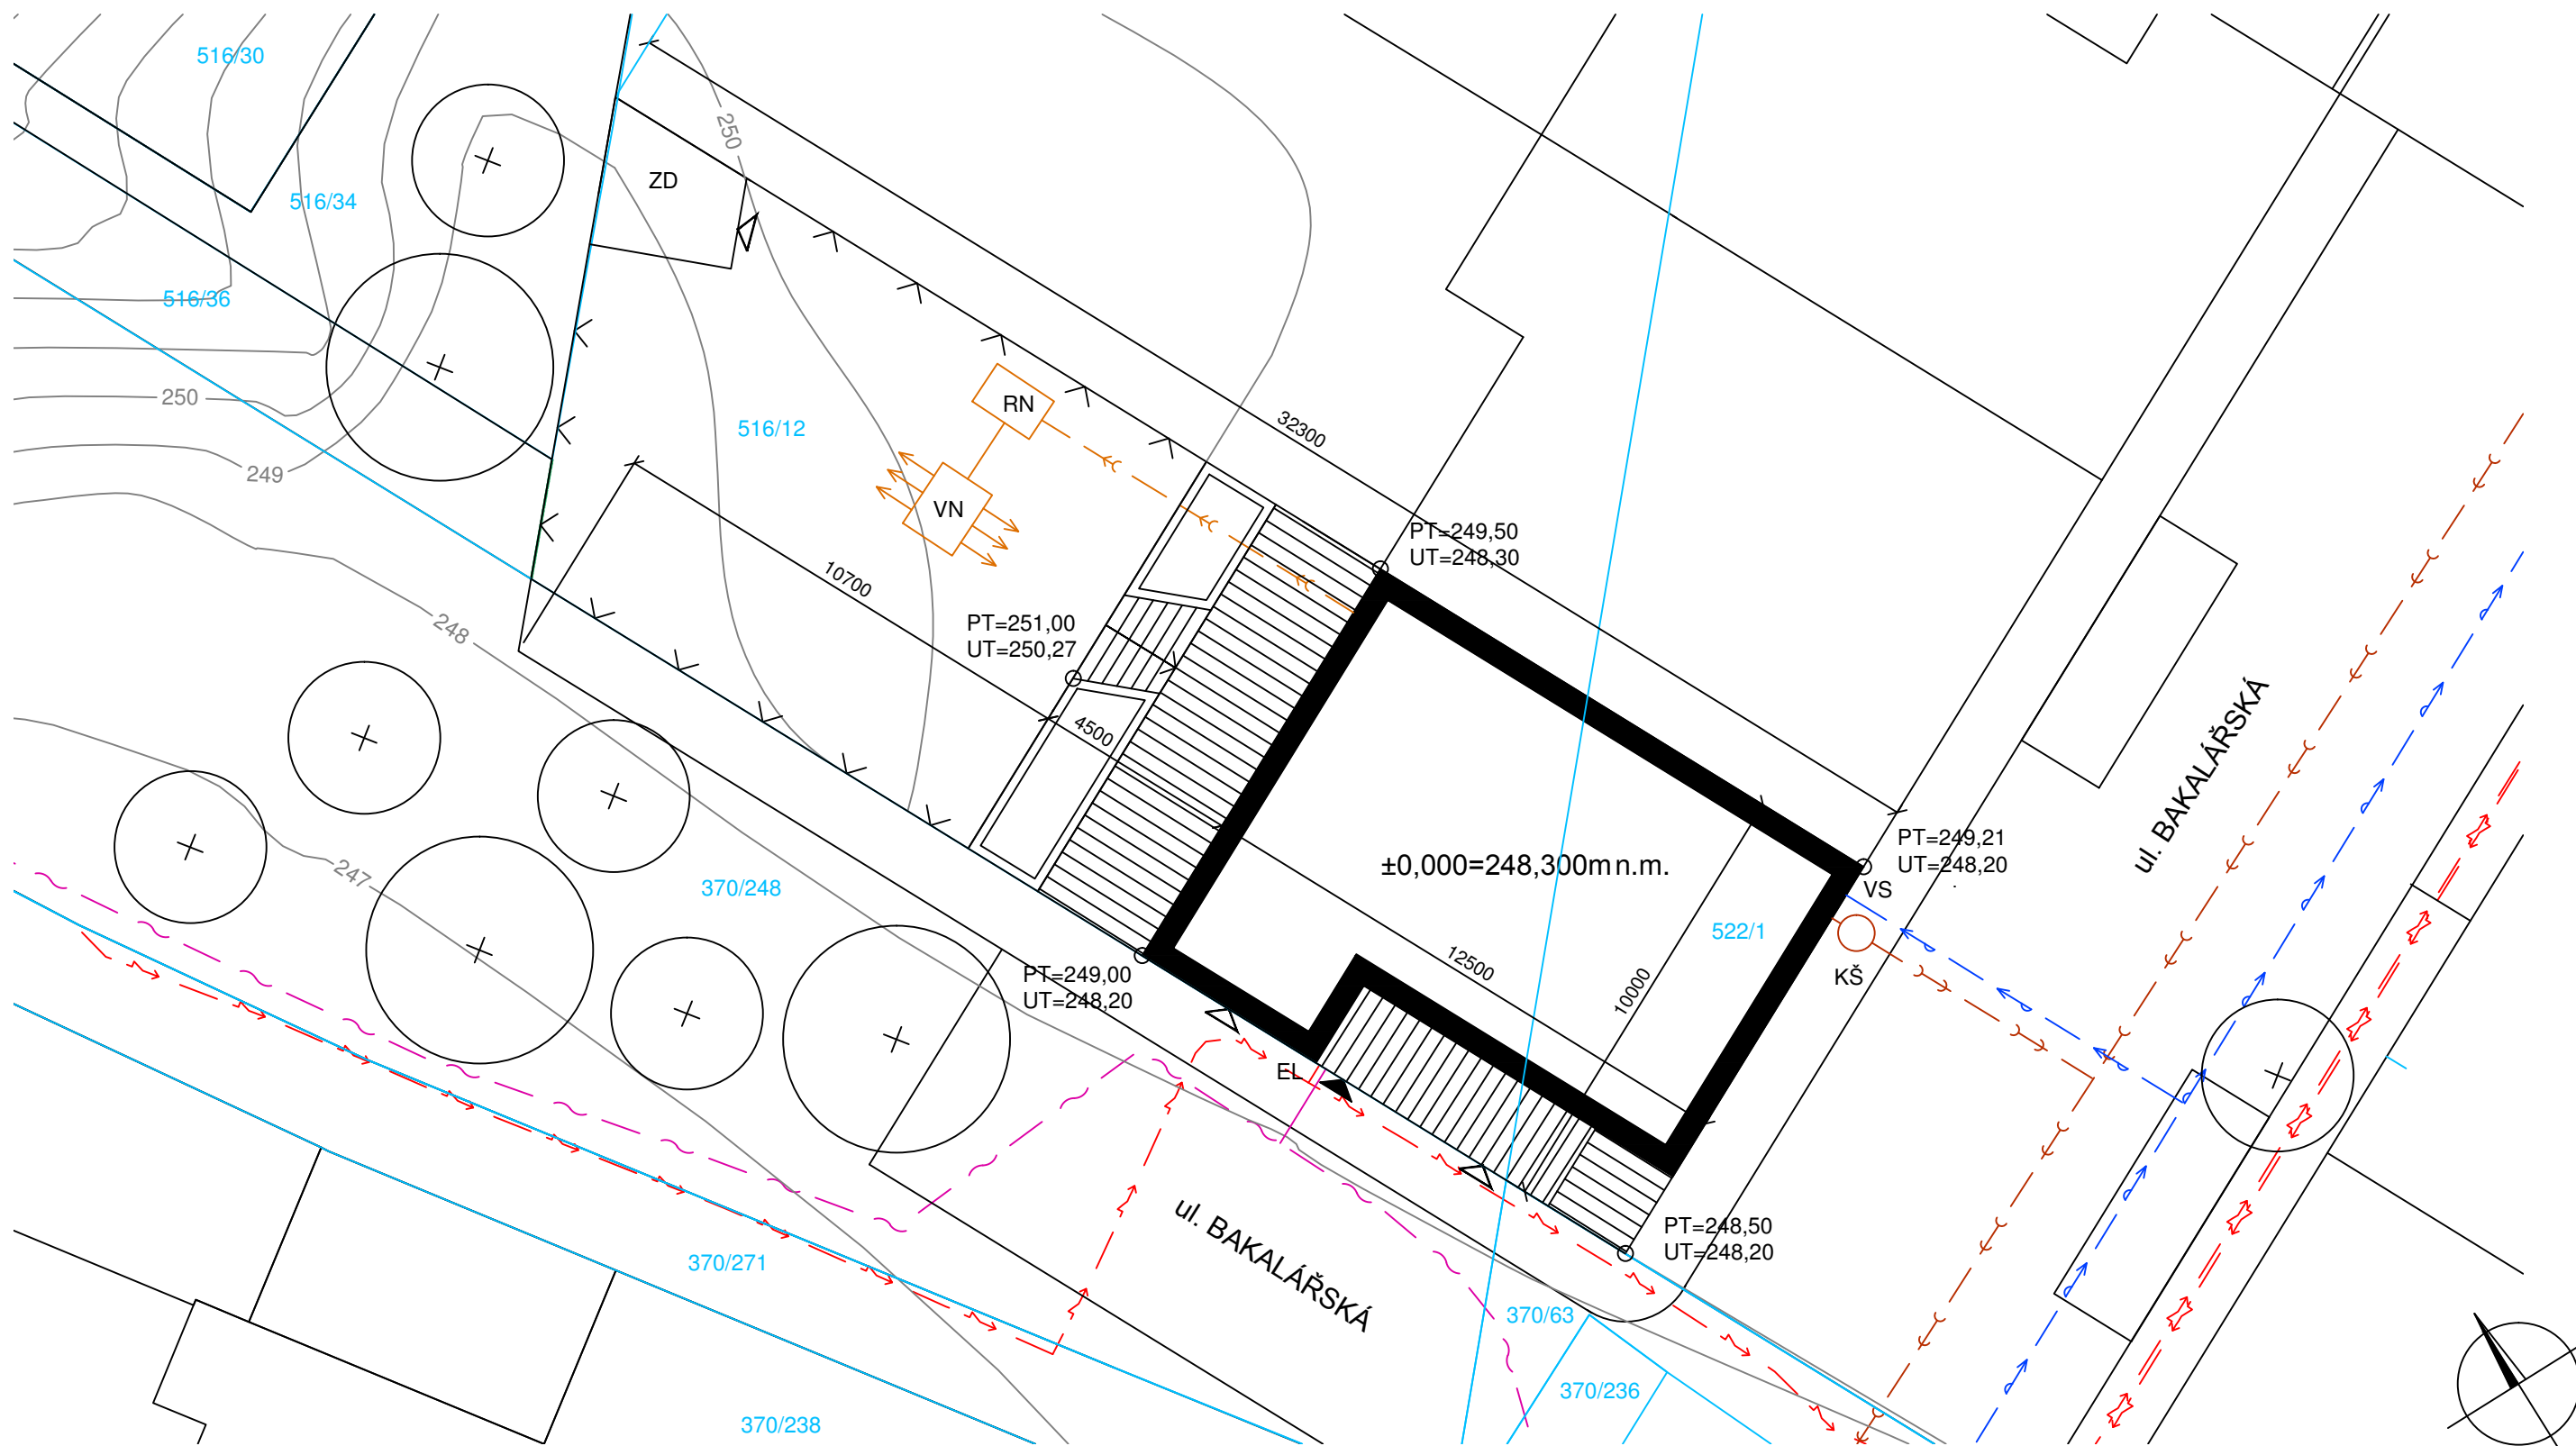 516/30
250
ZD
516/34
516/36
250
RN
32300
516/12
249
VN
PT=249,50
UT=248,30
10700
248
PT=251,00
UT=250,27
4500
ul. BAKALÁŘSKÁ
±0,000=248,300m n.m.
PT=249,21
UT=248,20
VS
247
370/248
522/1
12500
10000
KŠ
PT=249,00
UT=248,20
EL
ul. BAKALÁŘSKÁ
PT=248,50
UT=248,20
370/271
370/63
370/236
370/238